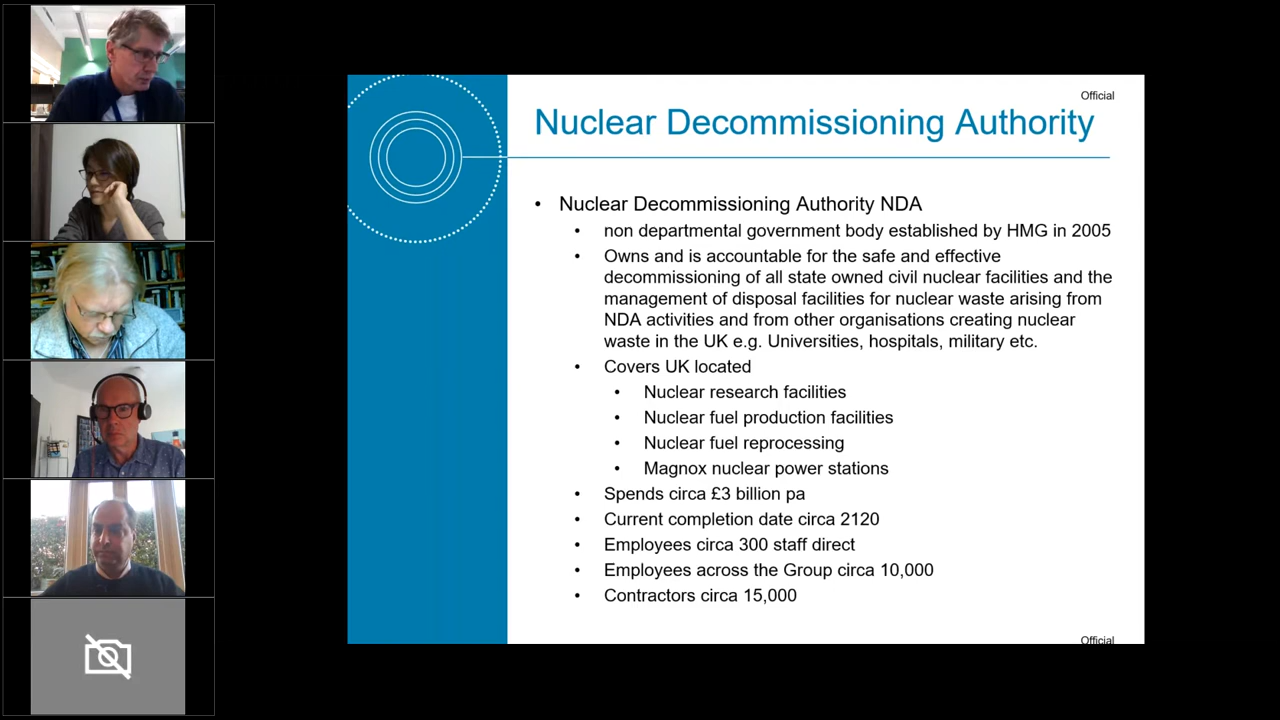 Official
Nuclear Decommissioning Authority
• Nuclear Decommissioning Authority NDA
• non departmental government body established by HMG in 2005
• Owns and is accountable for the safe and effective
decommissioning of all state owned civil nuclear facilities and the
management of disposal facilities for nuclear waste arising from
NDA activities and from other organisations creating nuclear
waste in the UK e.g. Universities, hospitals, military etc.
• Covers UK located
• Nuclear research facilities
• Nuclear fuel production facilities
• Nuclear fuel reprocessing
• Magnox nuclear power stations
• Spends circa £3 billion pa
• Current completion date circa 2120
• Employees circa 300 staff direct
• Employees across the Group circa 10,000
• Contractors circa 15,000
Official